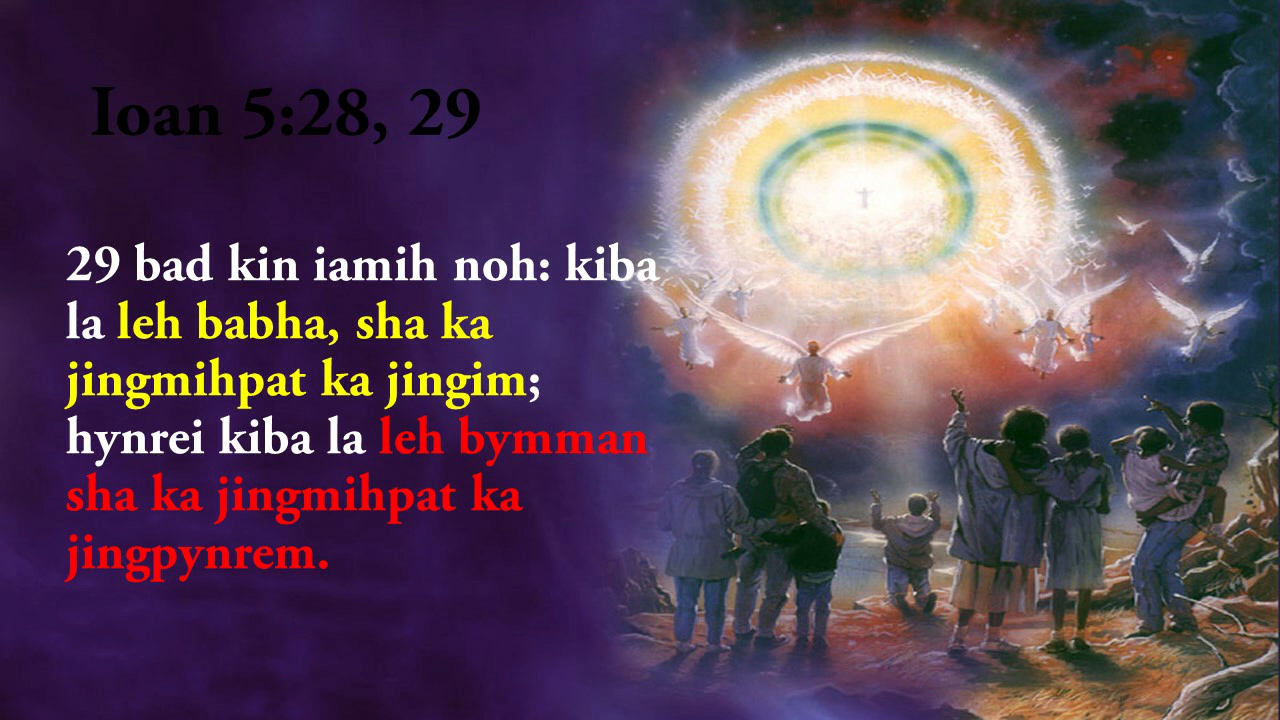 Ioan 5:28, 29
29 bad kin iamih noh: kiba
la leh babha, sha ka
jingmihpat ka jingim;
hynrei kiba la leh bymman
sha ka jingmihpat ka
jingpynrem.